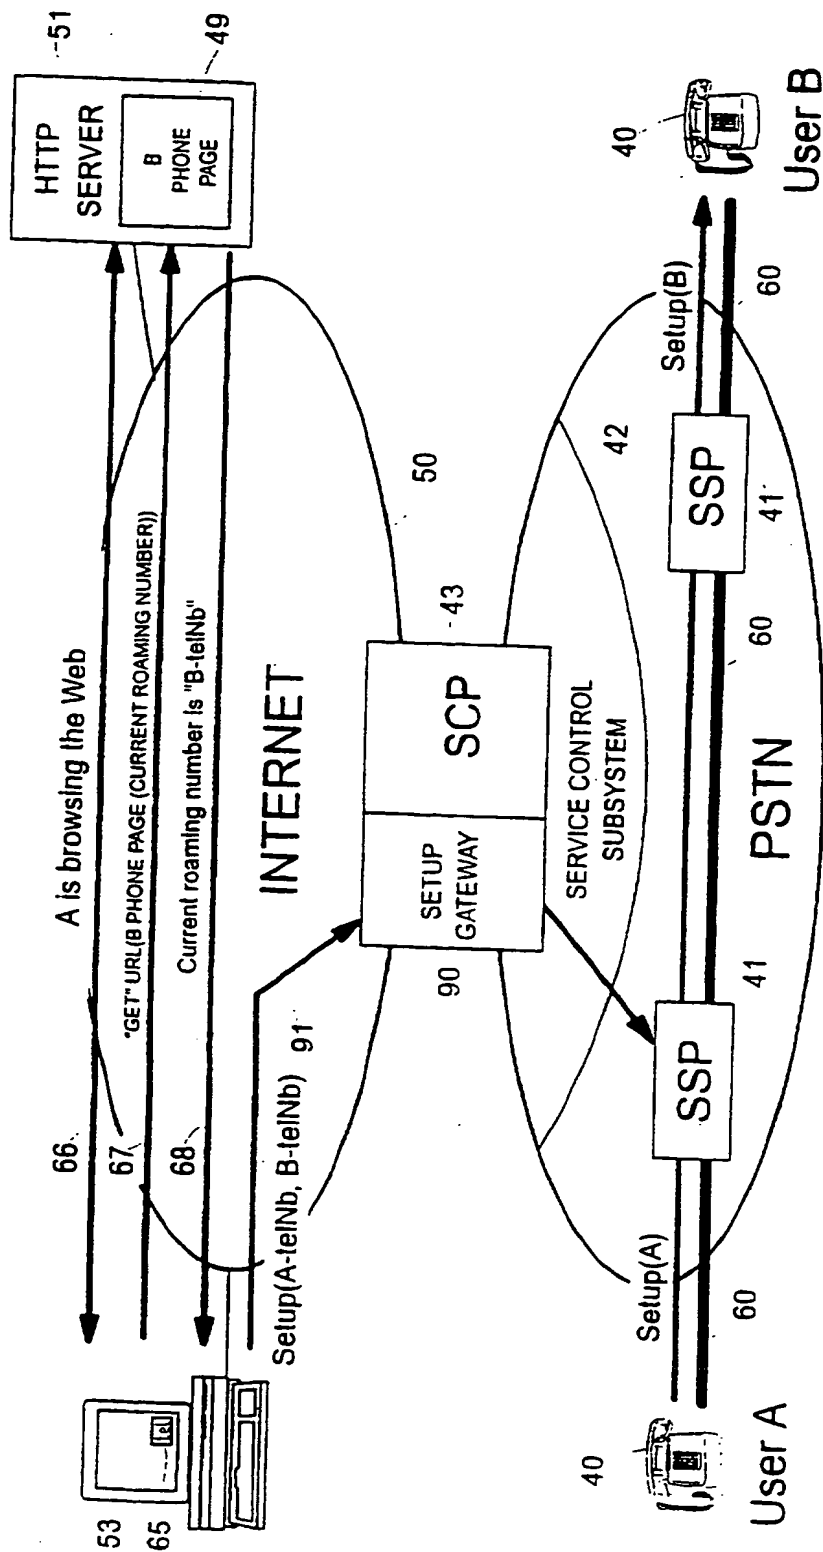 53
65
66
A is browsing the Web
67
"GET" URL(B PHONE PAGE (CURRENT ROAMING NUMBER))
68
Current roaming number is "B-telNb"
HTTP
SERVER
51
B
PHONE
PAGE
49
tel
Setup(A-telNb, B-telNb)
91
INTERNET
50
90
SETUP
GATEWAY
SCP
43
SERVICE CONTROL
SUBSYSTEM
42
40
User A
Setup(A)
60
SSP
41
PSTN
60
SSP
41
Setup(B)
60
40
User B